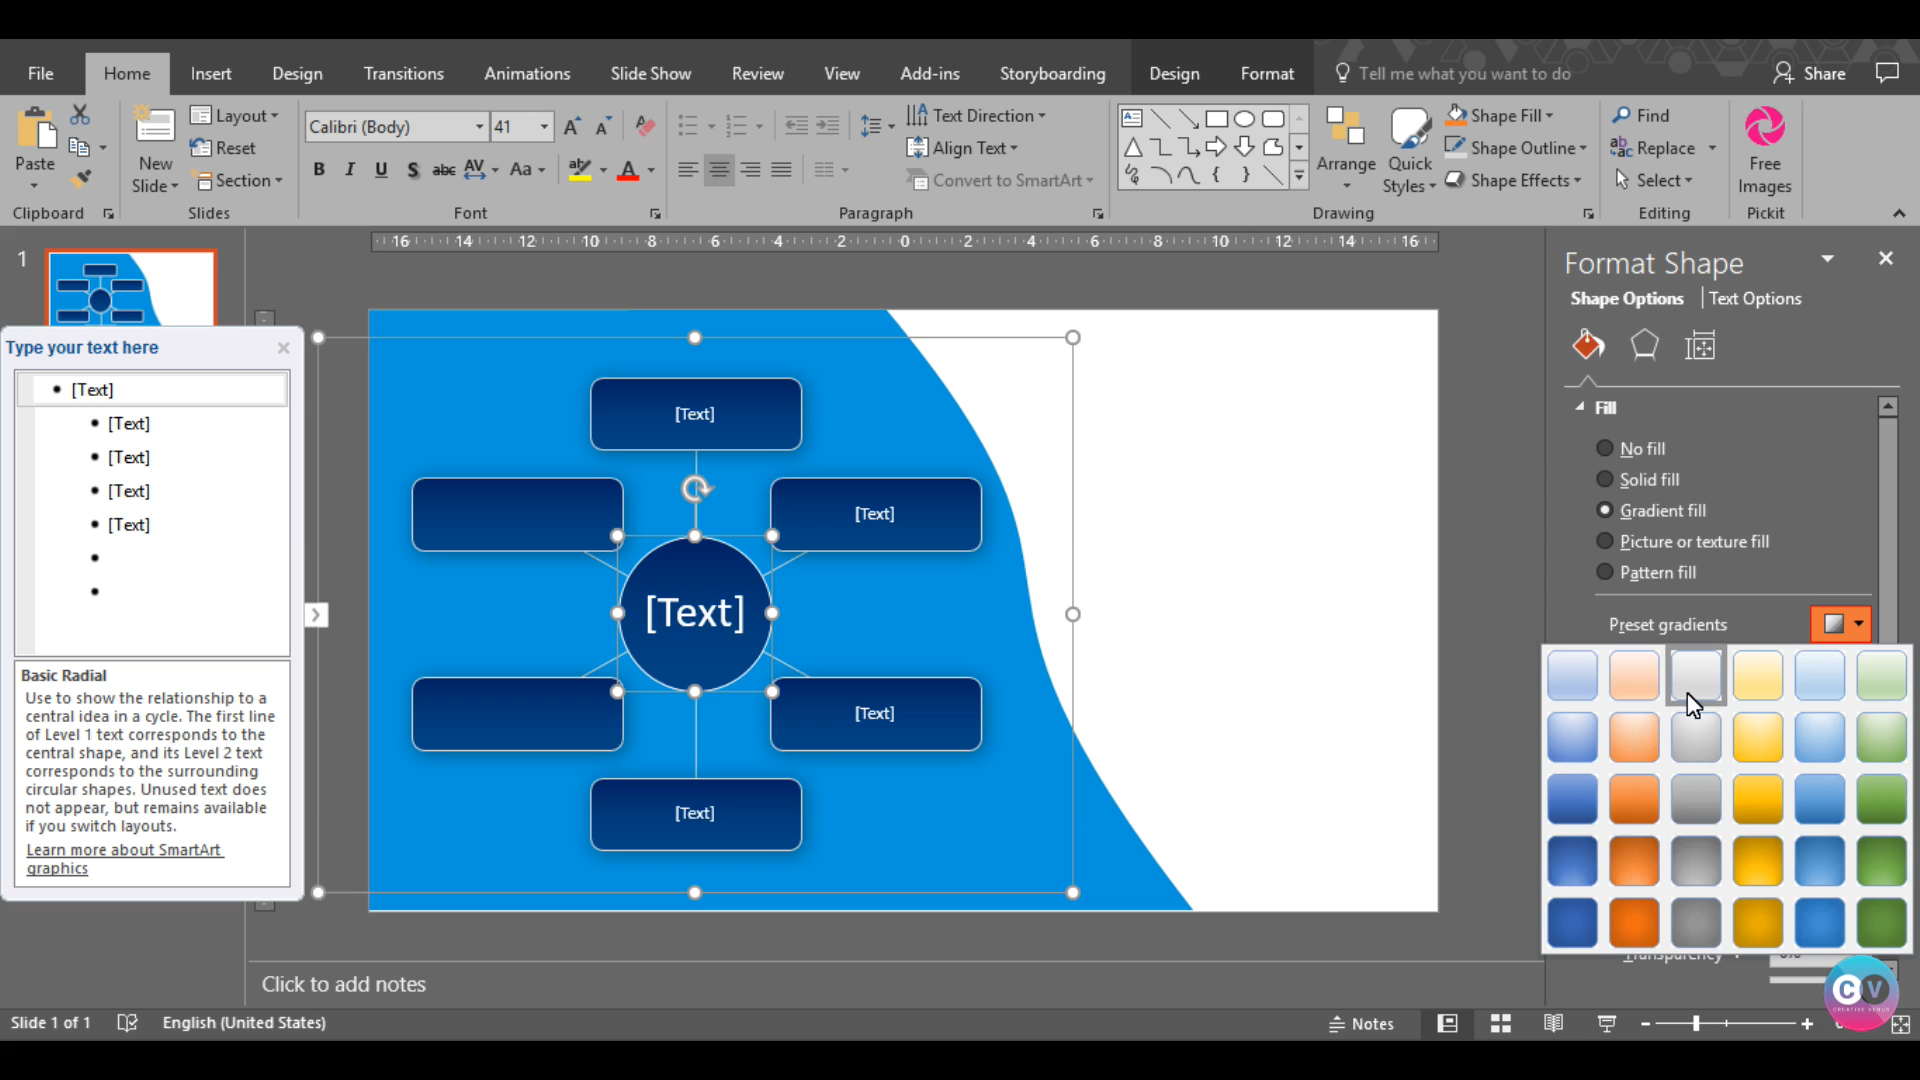 File Home Insert Design Transitions Animations Slide Show Review View Add-ins Storyboarding Design Format Tell me what you want to do Share
Paste
Clipboard
New Slide
Layout
Reset
Section
Slides
Calibri (Body) 41
B I U S abc AV Aa A
Font
Text Direction
Align Text
Convert to SmartArt
Paragraph
Arrange
Quick Styles
Shape Fill
Shape Outline
Shape Effects
Drawing
Find
Replace
Select
Editing
Free Images
Pickit
16 14 12 10 8 6 4 2 0 2 4 6 8 10 12 14 16
1
Type your text here
[Text]
[Text]
[Text]
[Text]
[Text]
Basic Radial
Use to show the relationship to a
central idea in a cycle. The first line
of Level 1 text corresponds to the
central shape, and its Level 2 text
corresponds to the surrounding
circular shapes. Unused text does
not appear, but remains available
if you switch layouts.
Learn more about SmartArt
graphics
[Text]
[Text]
[Text]
[Text]
[Text]
Format Shape
Shape Options Text Options
Fill
No fill
Solid fill
Gradient fill
Picture or texture fill
Pattern fill
Preset gradients
Transparency
CV
CREATIVE VENUS
Click to add notes
Slide 1 of 1 English (United States) Notes